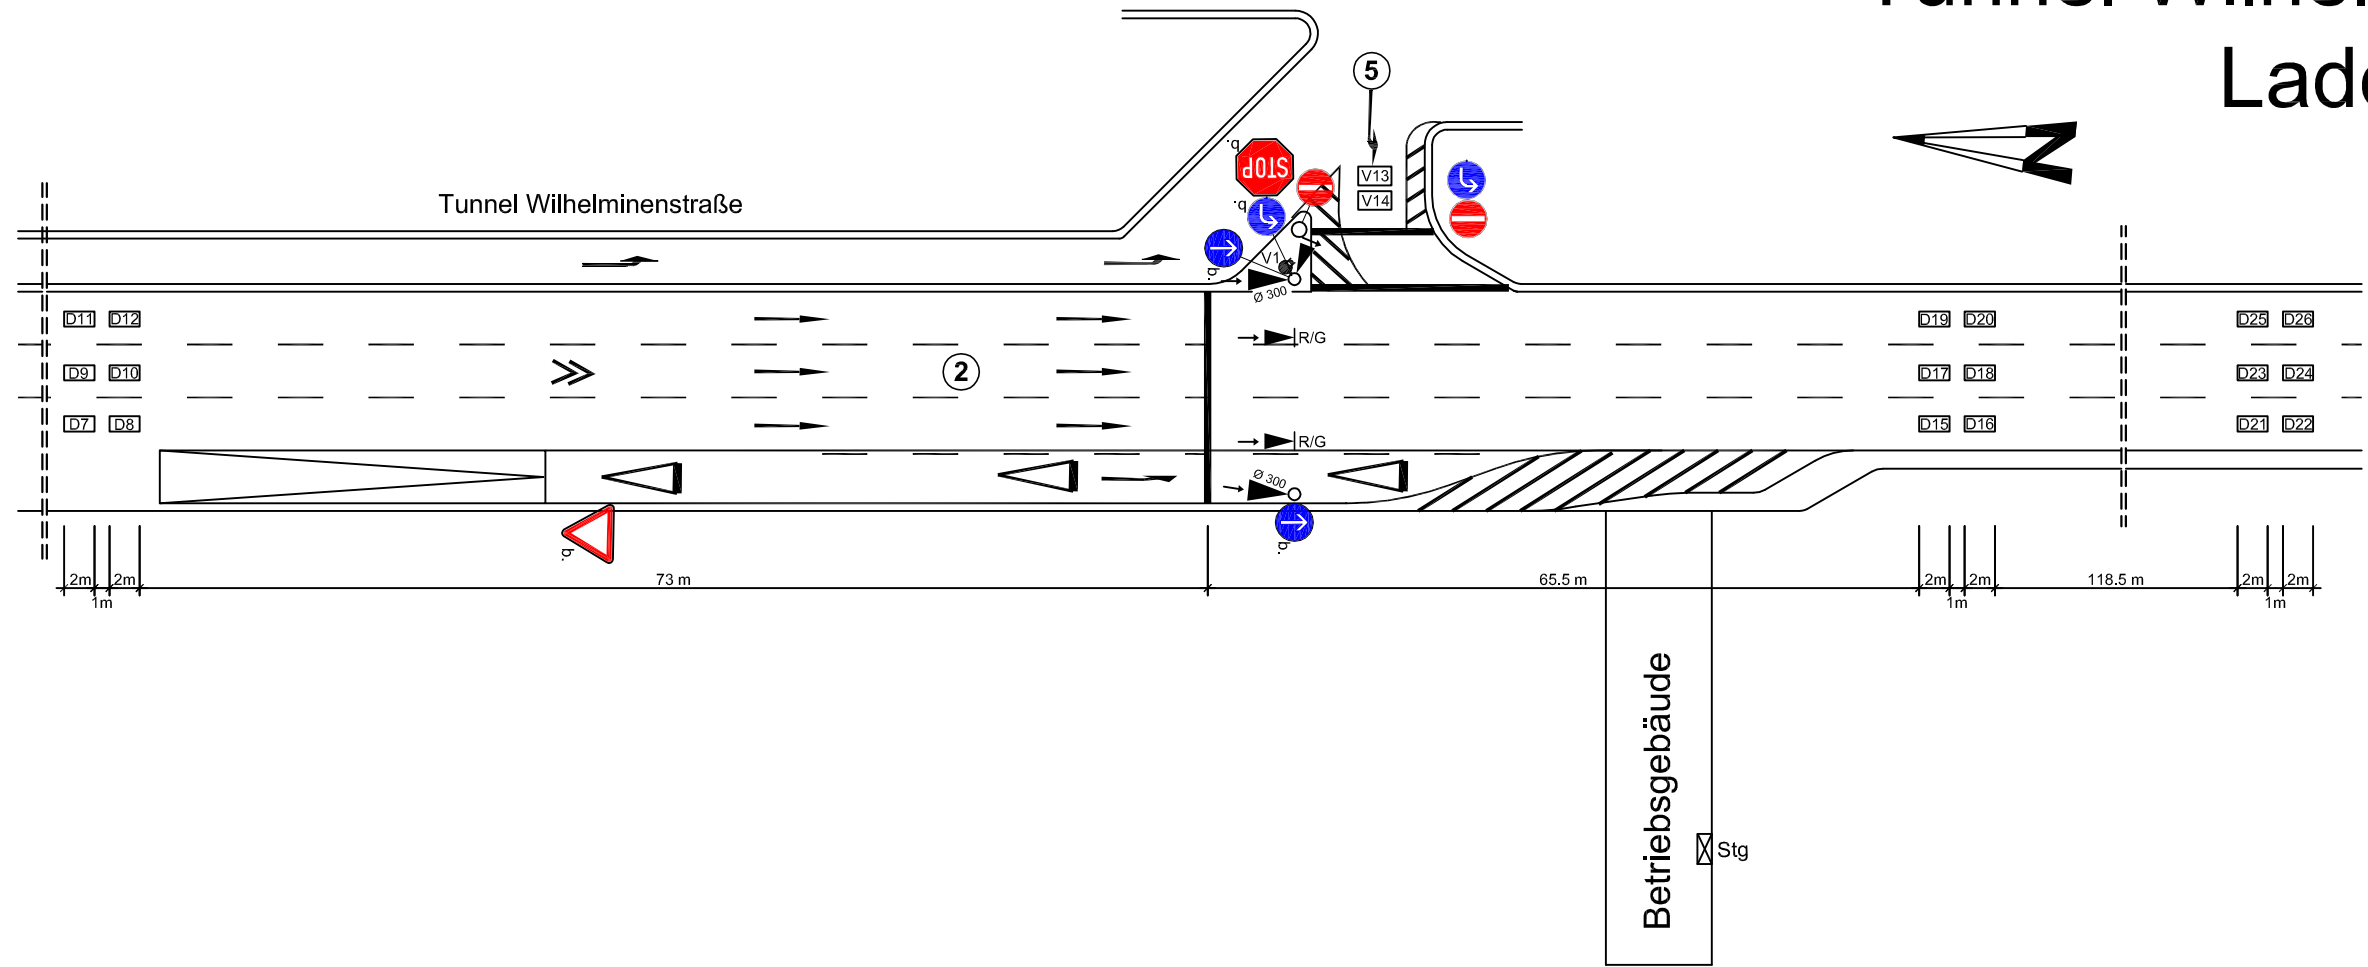 Lade
5
b.
STOP
V13
V14
b.
Tunnel Wilhelminenstraße
V1
b.
Ø 300
D11 D12
R/G
D19 D20
D25 D26
D9 D10
2
D17 D18
D23 D24
D7 D8
R/G
D15 D16
D21 D22
Ø 300
b.
b.
2m 2m
73 m
65.5 m
2m 2m
118.5 m
2m 2m
1m
1m
1m
Betriebsgebäude
Stg